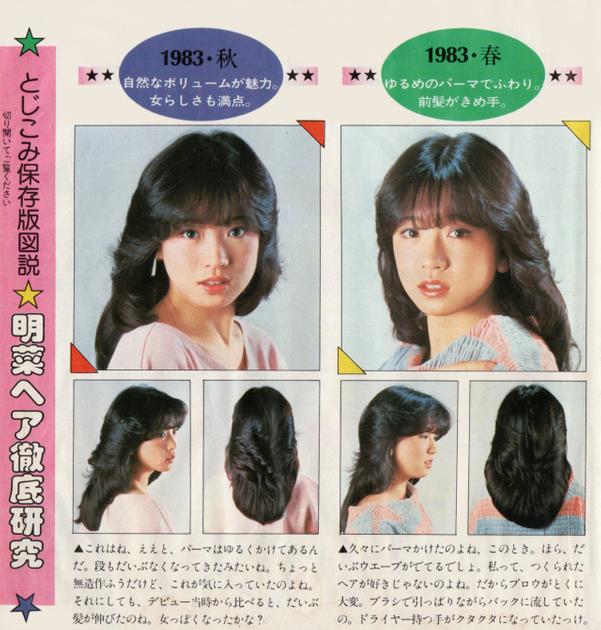 とじこみ保存版図説
切り開いてご覧ください
明菜ヘア徹底研究
1983・秋
自然なボリュームが魅力。
女らしさも満点。
▲これはね、ええと、パーマはゆるくかけてあるん
だ。段もだいぶなくなってきたみたいね。ちょっと
無造作ふうだけど、これが気に入っていたのよね。
それにしても、デビュー当時から比べると、だいぶ
髪が伸びたのね。女っぽくなったかな？
1983・春
ゆるめのパーマでふわり。
前髪がきめ手。
▲久々にパーマかけたのよね、このとき。ほら、だ
いぶウエーブがでてるでしょ。私って、つくられた
ヘアが好きじゃないのよね。だからブロウがとくに
大変。ブラシで引っぱりながらバックに流していた
の。ドライヤー持つ手がクタクタになっていたっけ。